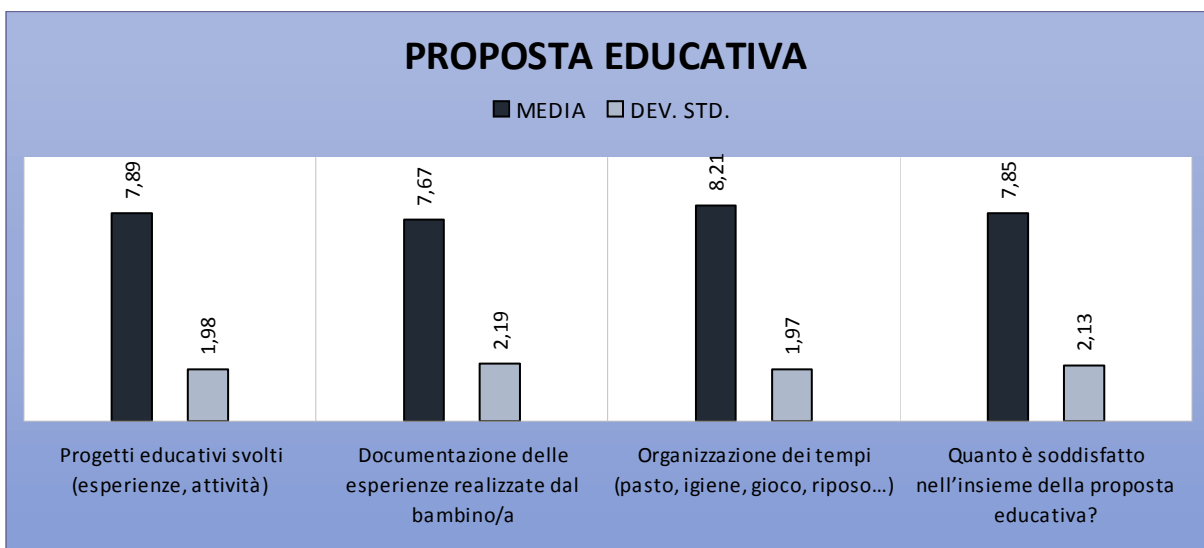 PROPOSTA EDUCATIVA
MEDIA DEV. STD.
7,89
1,98
7,67
2,19
8,21
1,97
7,85
2,13
Progetti educativi svolti
(esperienze, attività)
Documentazione delle
esperienze realizzate dal
bambino/a
Organizzazione dei tempi
(pasto, igiene, gioco, riposo…)
Quanto è soddisfatto
nell’insieme della proposta
educativa?